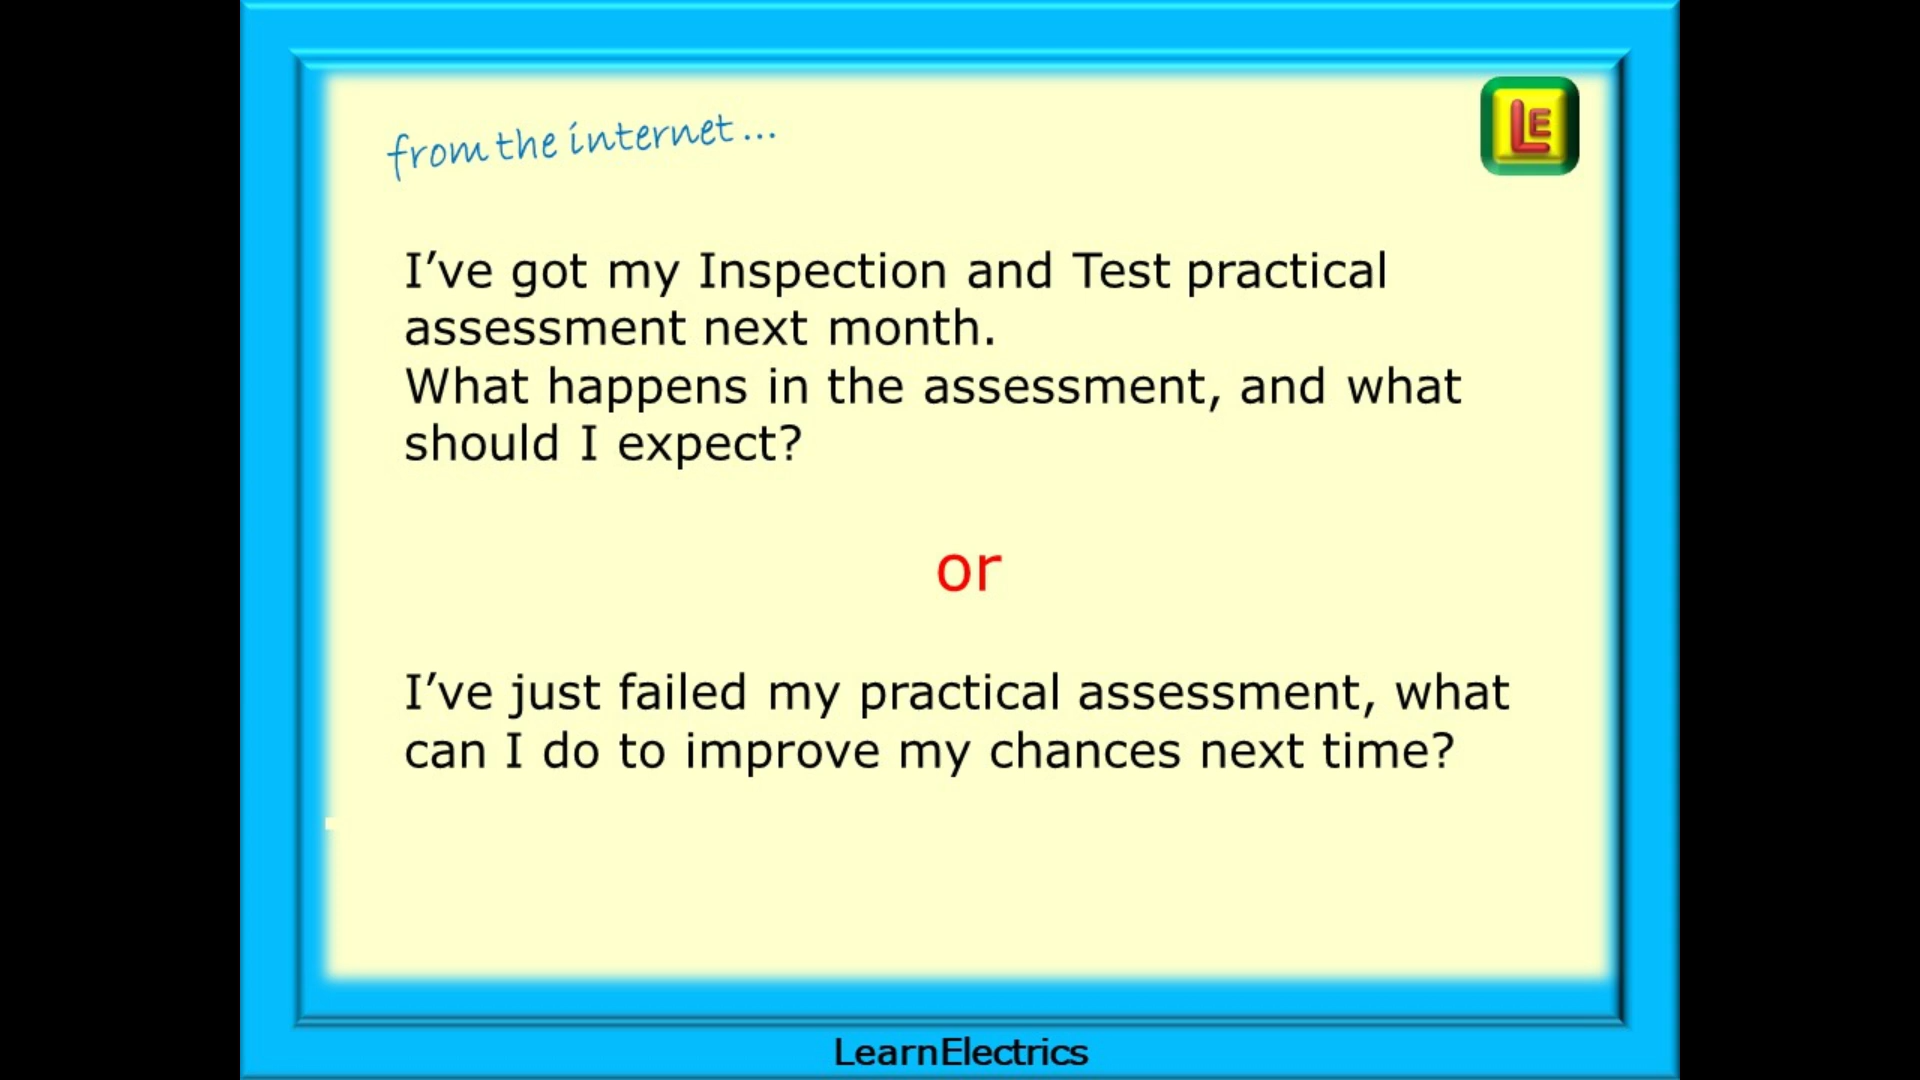 from the internet...
LE
I've got my Inspection and Test practical
assessment next month.
What happens in the assessment, and what
should I expect?
or
I've just failed my practical assessment, what
can I do to improve my chances next time?
LearnElectrics